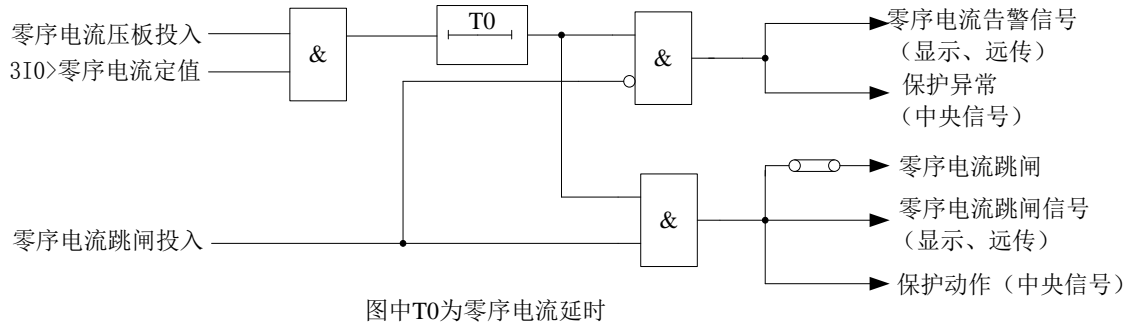 零序电流压板投入
3I0>零序电流定值
&
T0
&
零序电流告警信号
（显示、远传）
保护异常
（中央信号）
零序电流跳闸投入
&
零序电流跳闸
零序电流跳闸信号
（显示、远传）
保护动作（中央信号）
图中T0为零序电流延时